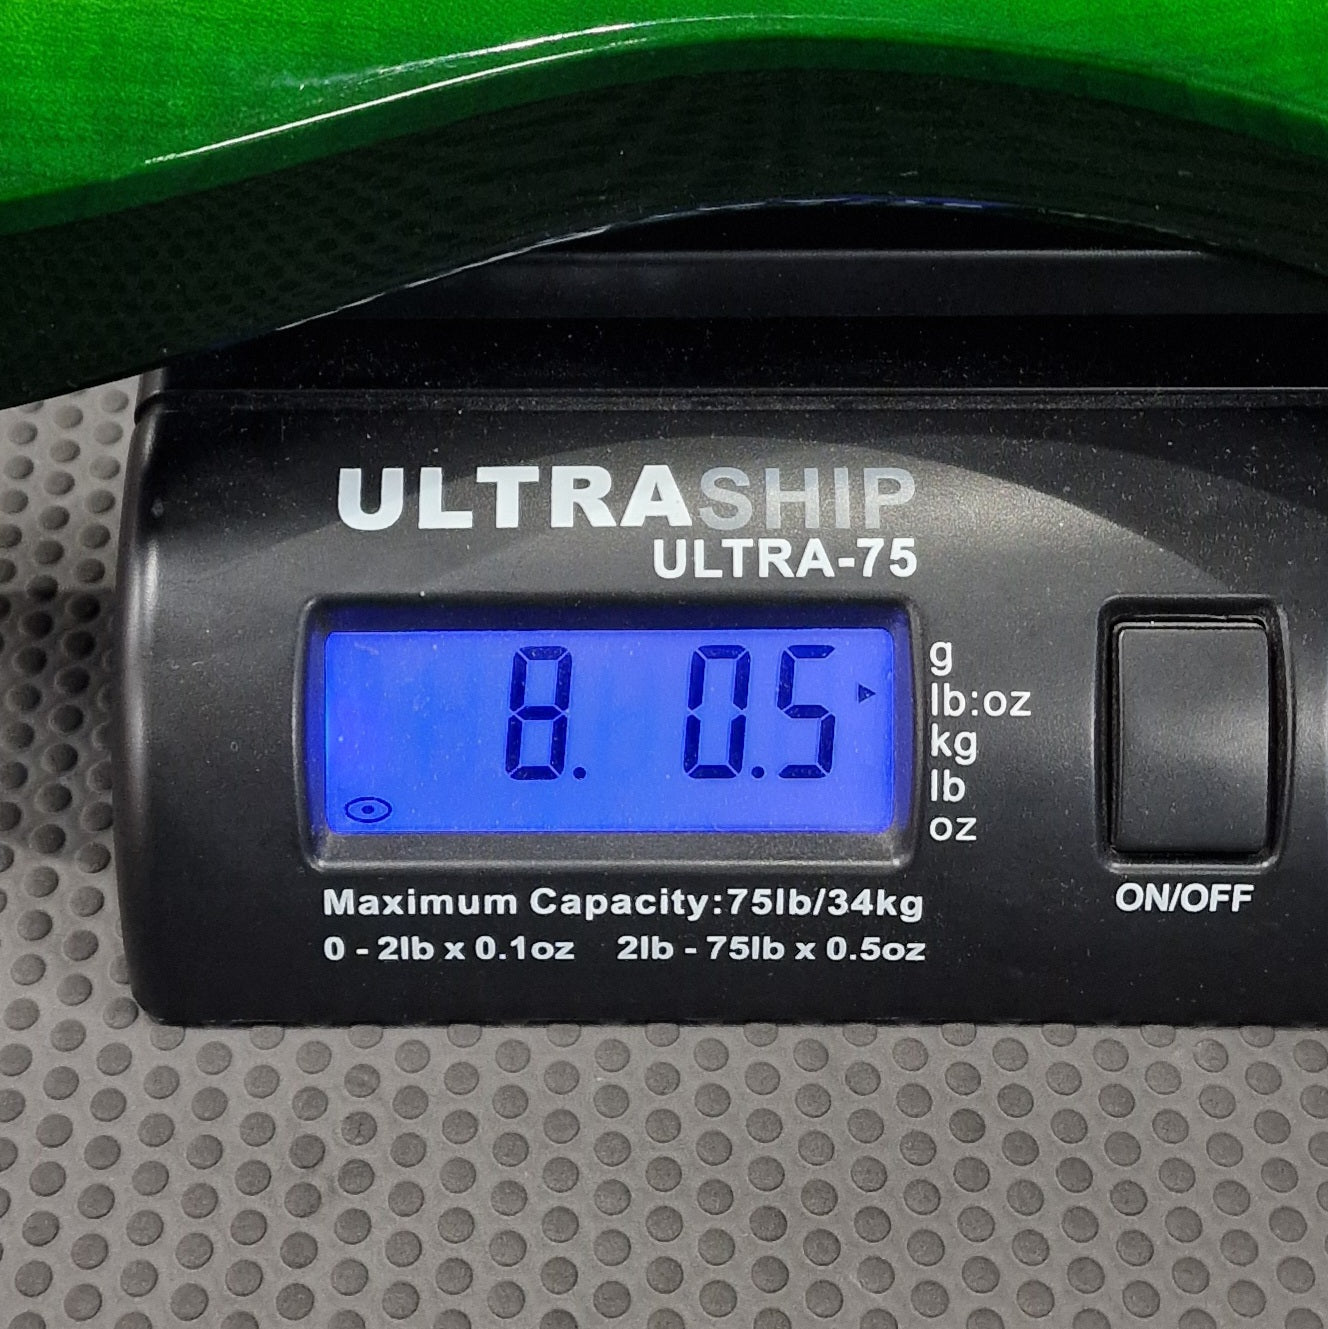 ULTRASHIP
ULTRA-75
8. 0.5
g
lb:oz
kg
lb
oz
ON/OFF
Maximum Capacity:75lb/34kg
0 - 2lb x 0.1oz 2lb - 75lb x 0.5oz